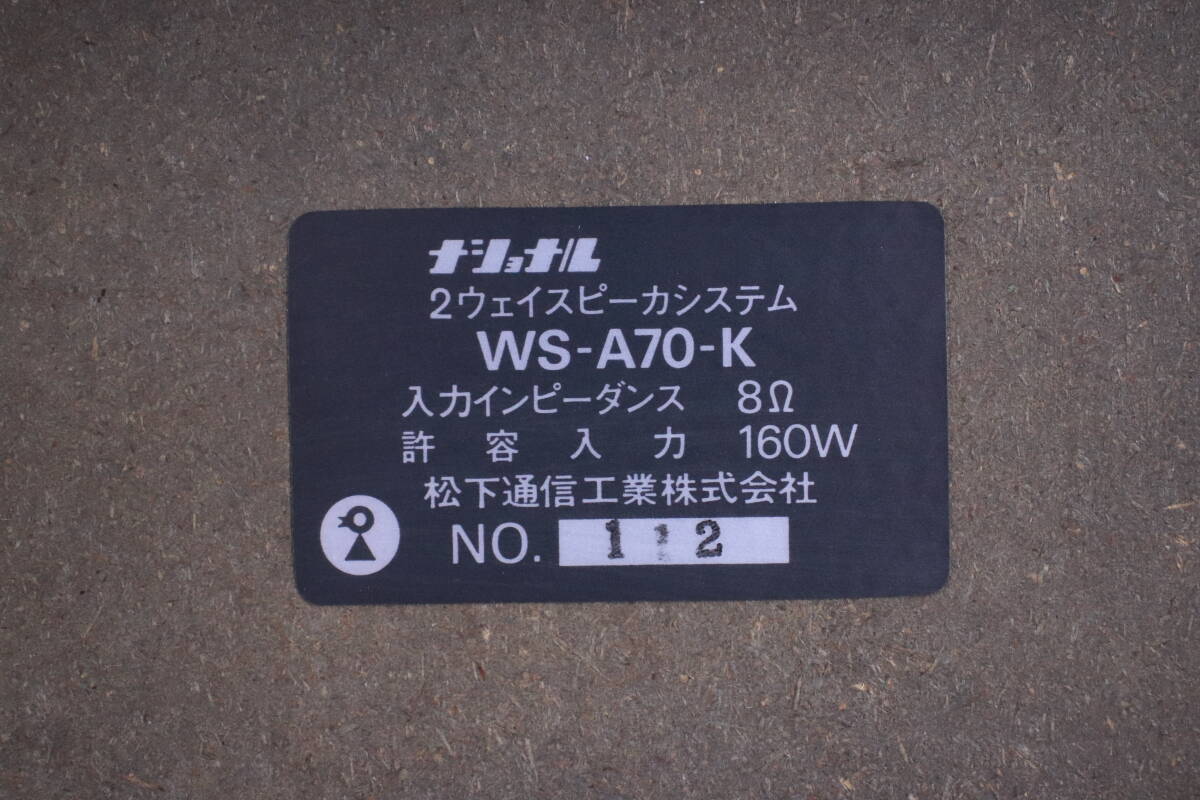 ナショナル
2ウェイスピーカシステム
WS-A70-K
入力インピーダンス 8Ω
許容入力 160W
松下通信工業株式会社
NO. 112